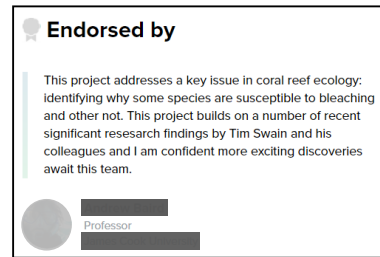 Endorsed by
This project addresses a key issue in coral reef ecology:
identifying why some species are susceptible to bleaching
and other not. This project builds on a number of recent
significant resesarch findings by Tim Swain and his
colleagues and I am confident more exciting discoveries
await this team.
Professor